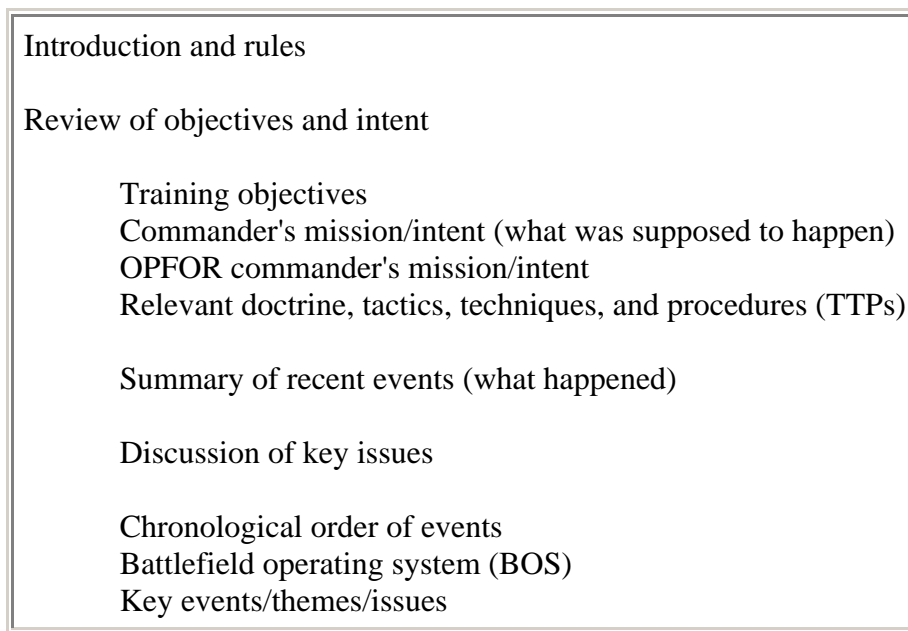 Introduction and rules
Review of objectives and intent
Training objectives
Commander's mission/intent (what was supposed to happen)
OPFOR commander's mission/intent
Relevant doctrine, tactics, techniques, and procedures (TTPs)
Summary of recent events (what happened)
Discussion of key issues
Chronological order of events
Battlefield operating system (BOS)
Key events/themes/issues